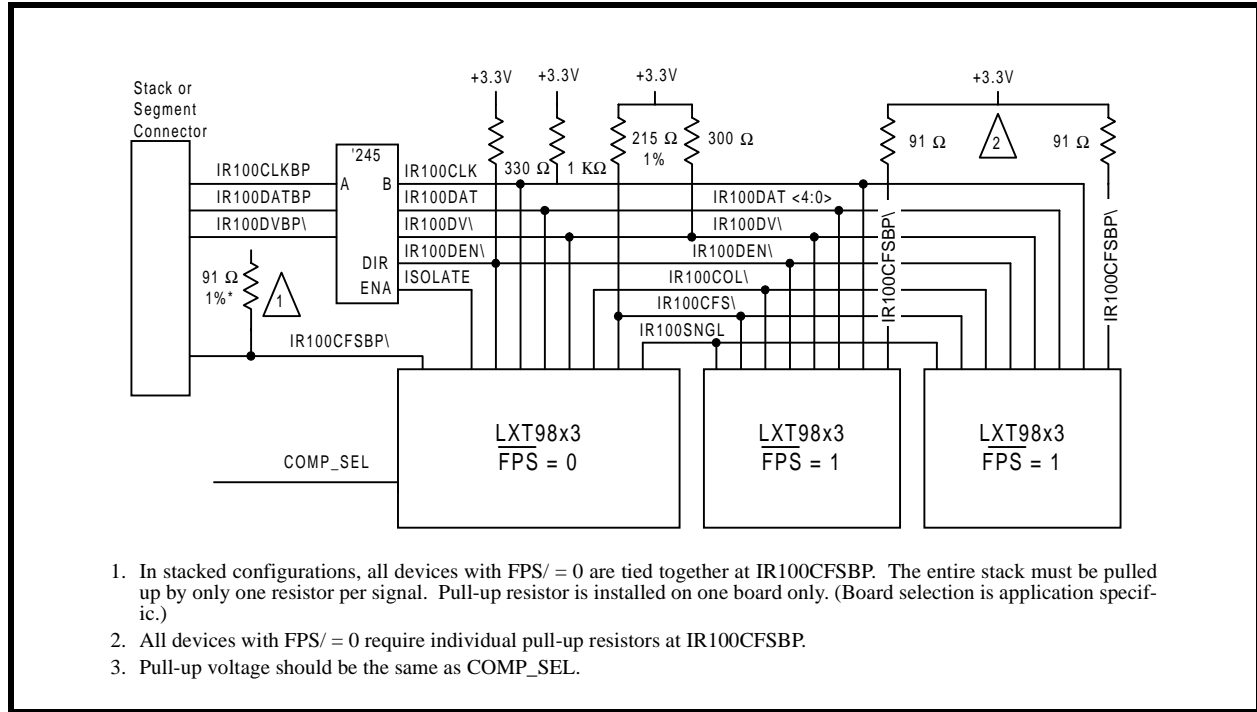 +3.3V +3.3V +3.3V +3.3V
Stack or
Segment
Connector
215 Ω 300 Ω 91 Ω 2 91 Ω
1%
'245
330 Ω 1 KΩ
IR100CLKBP A B IR100CLK
IR100DATBP IR100DAT IR100DAT <4:0>
IR100DVBP\ IR100DV\ IR100DV\
DIR IR100DEN\ IR100DEN\
ENA ISOLATE IR100COL\
91 Ω
1%* 1
IR100CFS\
IR100SNGL
IR100CFSBP\
IR100CFSBP\
IR100CFSBP\
LXT98x3 LXT98x3 LXT98x3
FPS = 0 FPS = 1 FPS = 1
COMP_SEL
1. In stacked configurations, all devices with FPS/ = 0 are tied together at IR100CFSBP. The entire stack must be pulled
up by only one resistor per signal. Pull-up resistor is installed on one board only. (Board selection is application specif-
ic.)
2. All devices with FPS/ = 0 require individual pull-up resistors at IR100CFSBP.
3. Pull-up voltage should be the same as COMP_SEL.